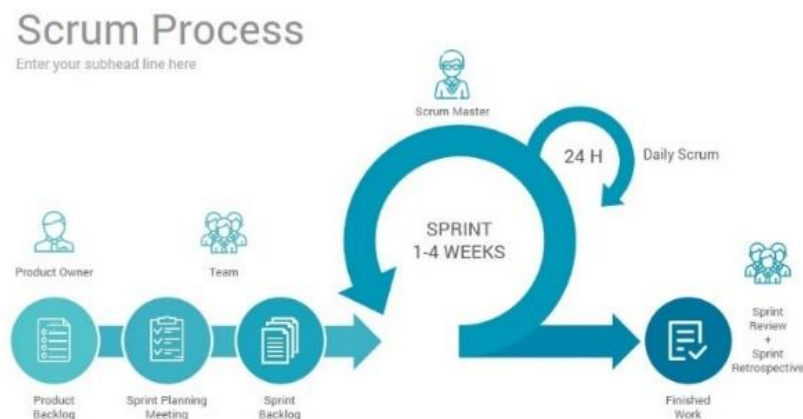 Scrum Process
Enter your subhead line here
Scrum Master
24 H
Daily Scrum
SPRINT
1-4 WEEKS
Product Owner
Team
Sprint
Review
+
Sprint
Retrospective
Product
Backlog
Sprint Planning
Meeting
Sprint
Backlog
Finished
Work